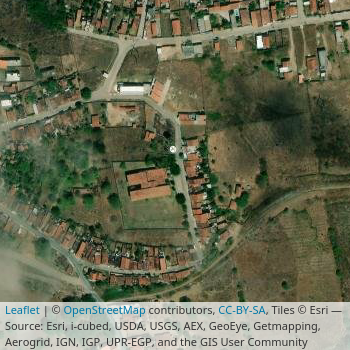 Leaflet | © OpenStreetMap contributors, CC-BY-SA, Tiles © Esri —
Source: Esri, i-cubed, USDA, USGS, AEX, GeoEye, Getmapping,
Aerogrid, IGN, IGP, UPR-EGP, and the GIS User Community